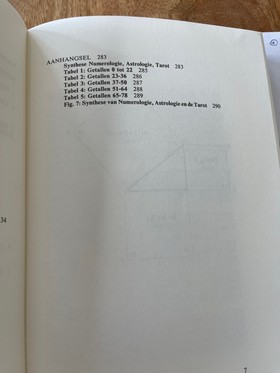 AANHANGSEL 283
Synthese Numerologie, Astrologie, Tarot 283
Tabel 1: Getallen 0 tot 22 285
Tabel 2: Getallen 23-36 286
Tabel 3: Getallen 37-50 287
Tabel 4: Getallen 51-64 288
Tabel 5: Getallen 65-78 289
Fig. 7: Synthese van Numerologie, Astrologie en de Tarot 290
34
7